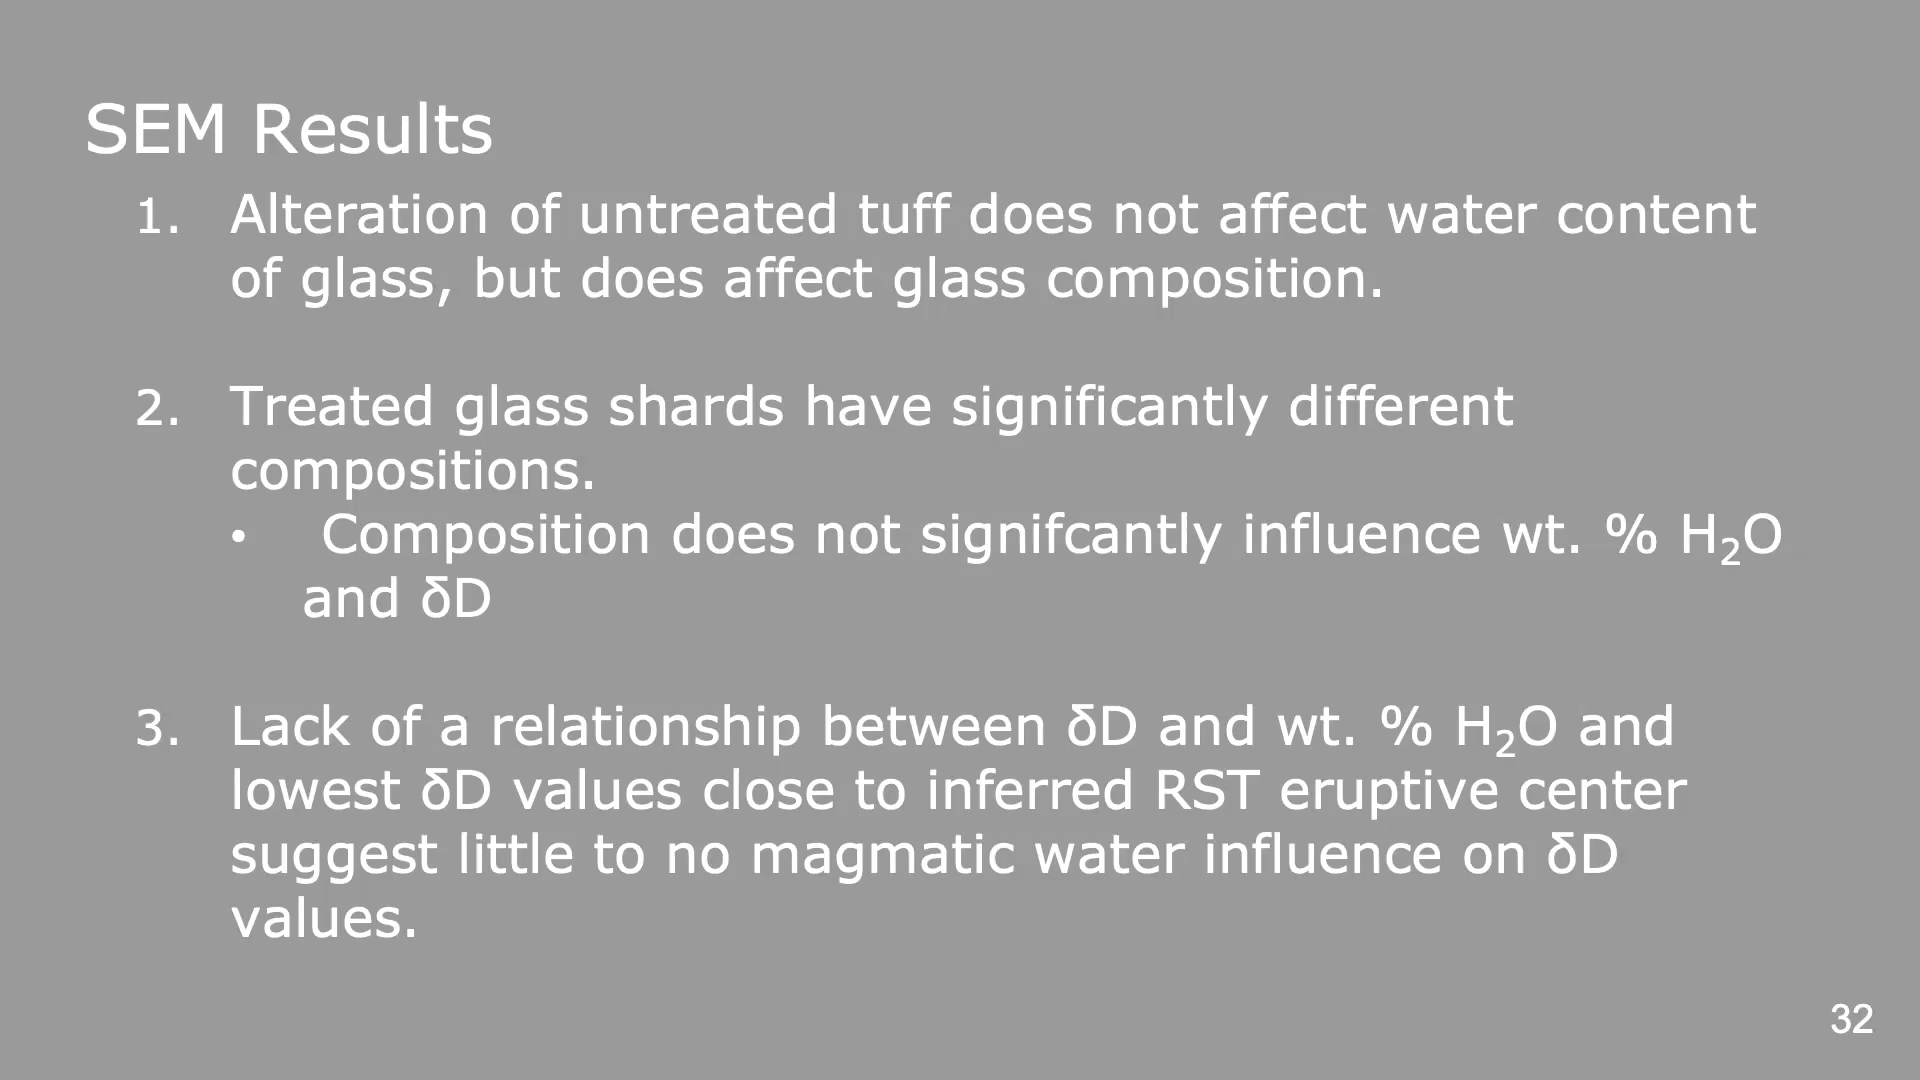 SEM Results
1. Alteration of untreated tuff does not affect water content
of glass, but does affect glass composition.
2. Treated glass shards have significantly different
compositions.
• Composition does not signifcantly influence wt. % H₂O
and δD
3. Lack of a relationship between δD and wt. % H₂O and
lowest δD values close to inferred RST eruptive center
suggest little to no magmatic water influence on δD
values.
32